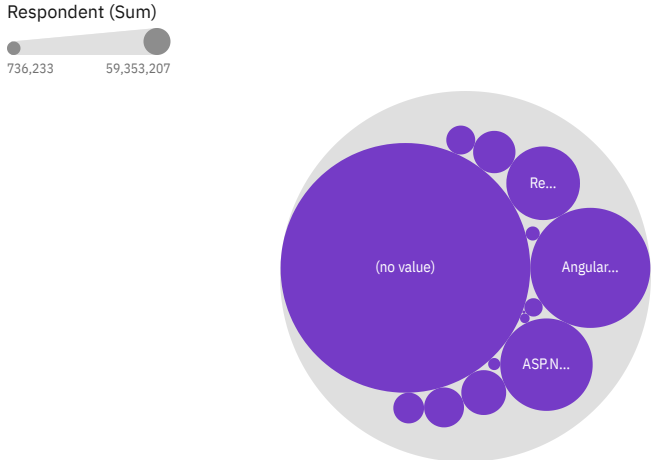 Respondent (Sum)
736,233 59,353,207
Re...
(no value)
Angular...
ASP.N...